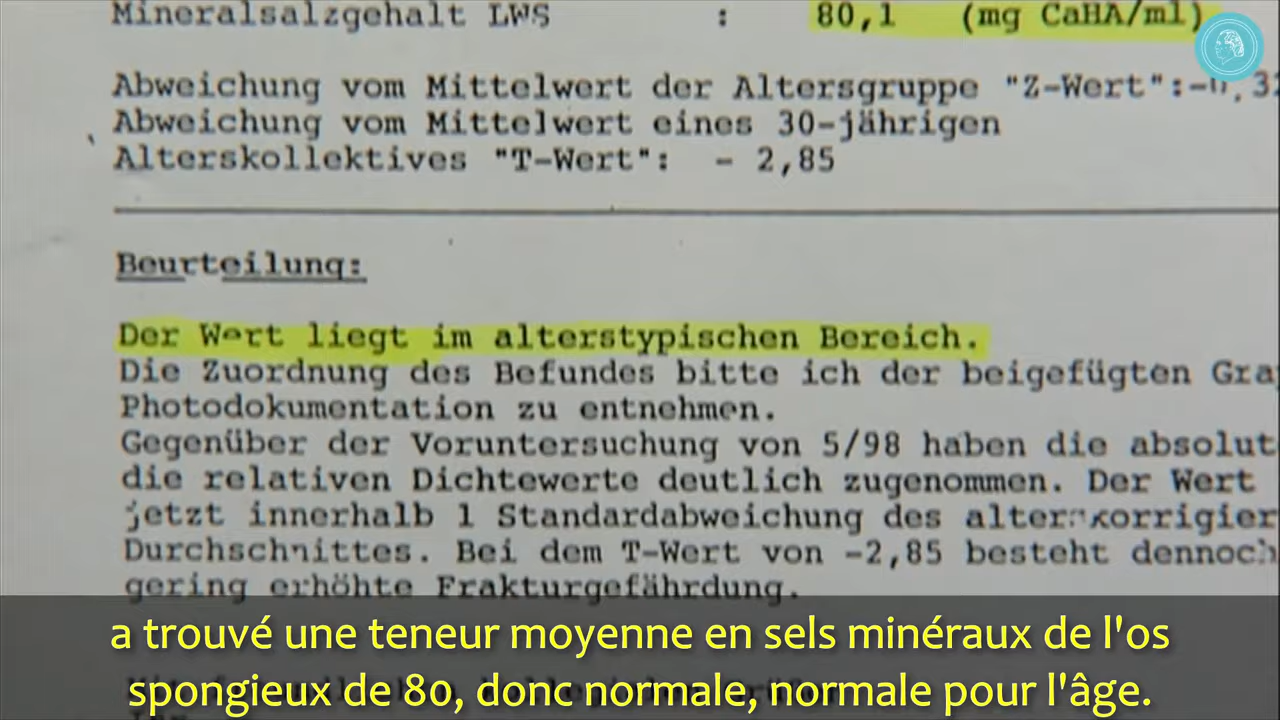 Mineralsalzgehalt LWS : 80,1 (mg CaHA/ml)
Abweichung vom Mittelwert der Altersgruppe "Z-Wert":
Abweichung vom Mittelwert eines 30-jährigen
Alterskollektives "T-Wert": - 2,85
Beurteilung:
Der Wert liegt im alterstypischen Bereich.
Die Zuordnung des Befundes bitte ich der beigefügten
Photodokumentation zu entnehmen.
Gegenüber der Voruntersuchung von 5/98 haben die absolut
die relativen Dichtewerte deutlich zugenommen. Der Wert
jetzt innerhalb 1 Standardabweichung des alterskorrigier
Durchschnittes. Bei dem T-Wert von -2,85 besteht dennoch
gering erhöhte Frakturgefährdung.
a trouvé une teneur moyenne en sels minéraux de l'os
spongieux de 80, donc normale, normale pour l'âge.